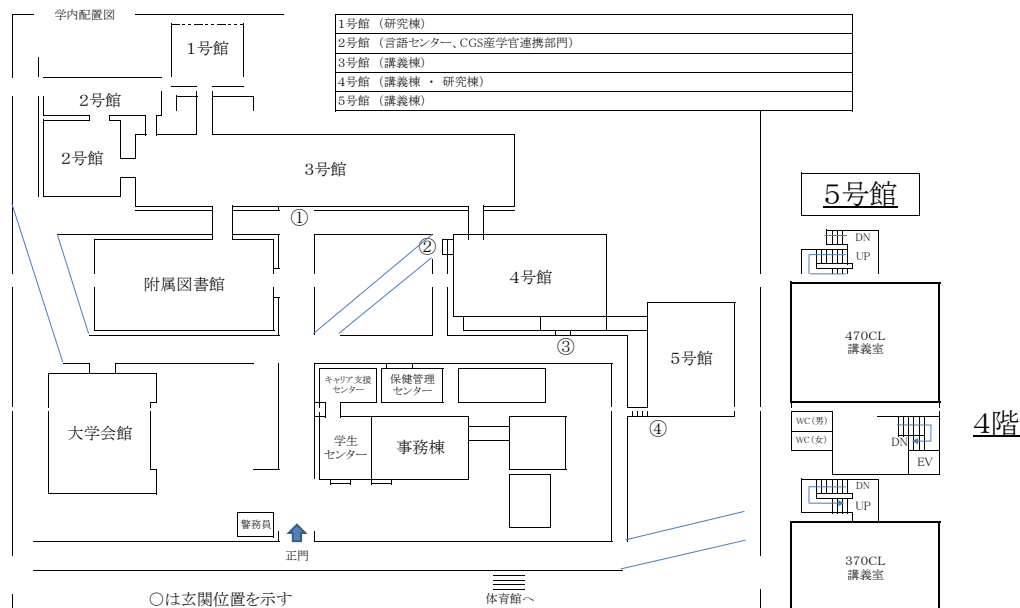 学内配置図
1号館 （研究棟）
2号館 （言語センター、CGS産学官連携部門）
3号館 （講義棟）
4号館 （講義棟 ・ 研究棟）
5号館 （講義棟）
1号館
2号館
2号館
3号館
①
②
附属図書館
4号館
③
5号館
④
キャリア支援
センター
保健管理
センター
大学会館
学生
センター
事務棟
警務員
正門
体育館へ
○は玄関位置を示す
5号館
DN
UP
470CL
講義室
WC（男）
WC（女）
DN
EV
4階
DN
UP
370CL
講義室